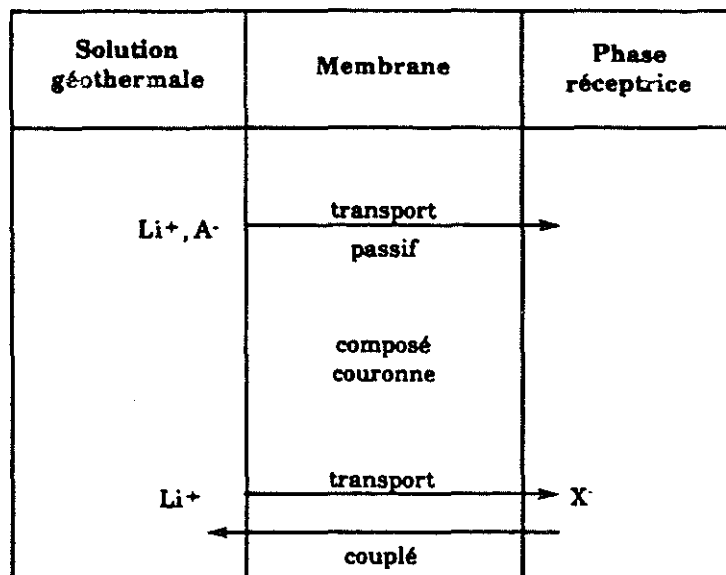 Solution
géothermale
Membrane
Phase
réceptrice
Li+, A-
transport
passif
composé
couronne
Li+
transport
X-
couplé